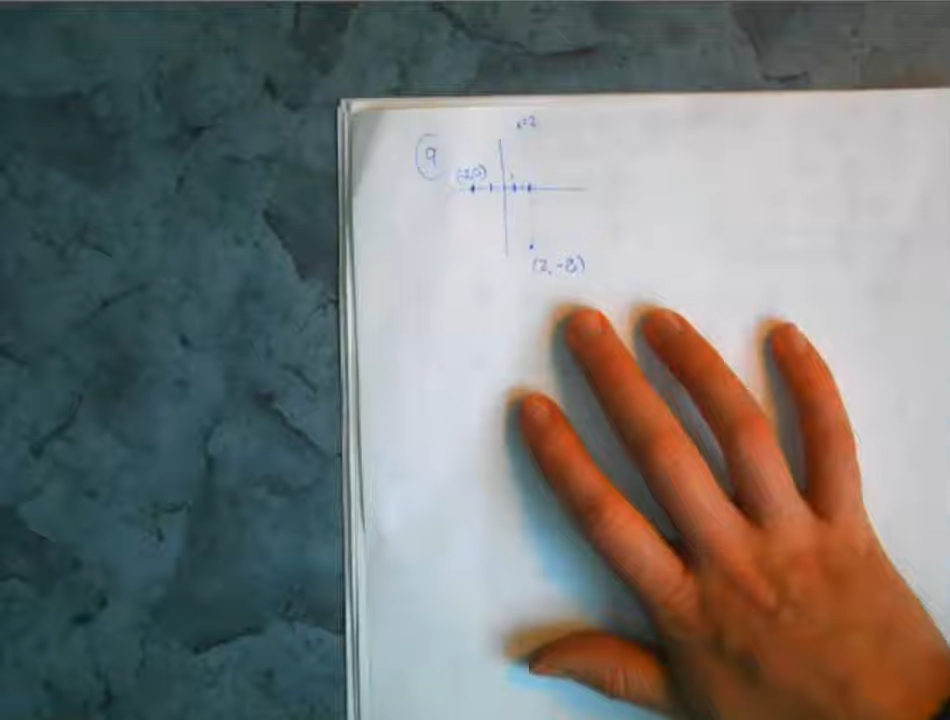 x=2
9
(-2,0)
(2, -8)